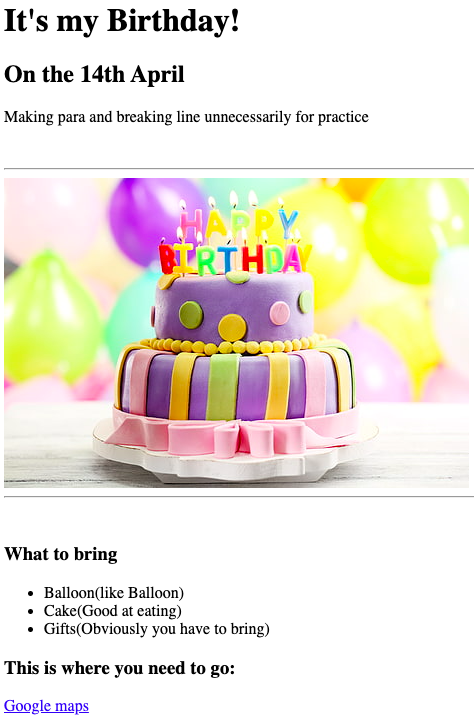 It's my Birthday!
On the 14th April
Making para and breaking line unnecessarily for practice
HAPPY
BIRTHDAY
What to bring
Balloon(like Balloon)
Cake(Good at eating)
Gifts(Obviously you have to bring)
This is where you need to go:
Google maps